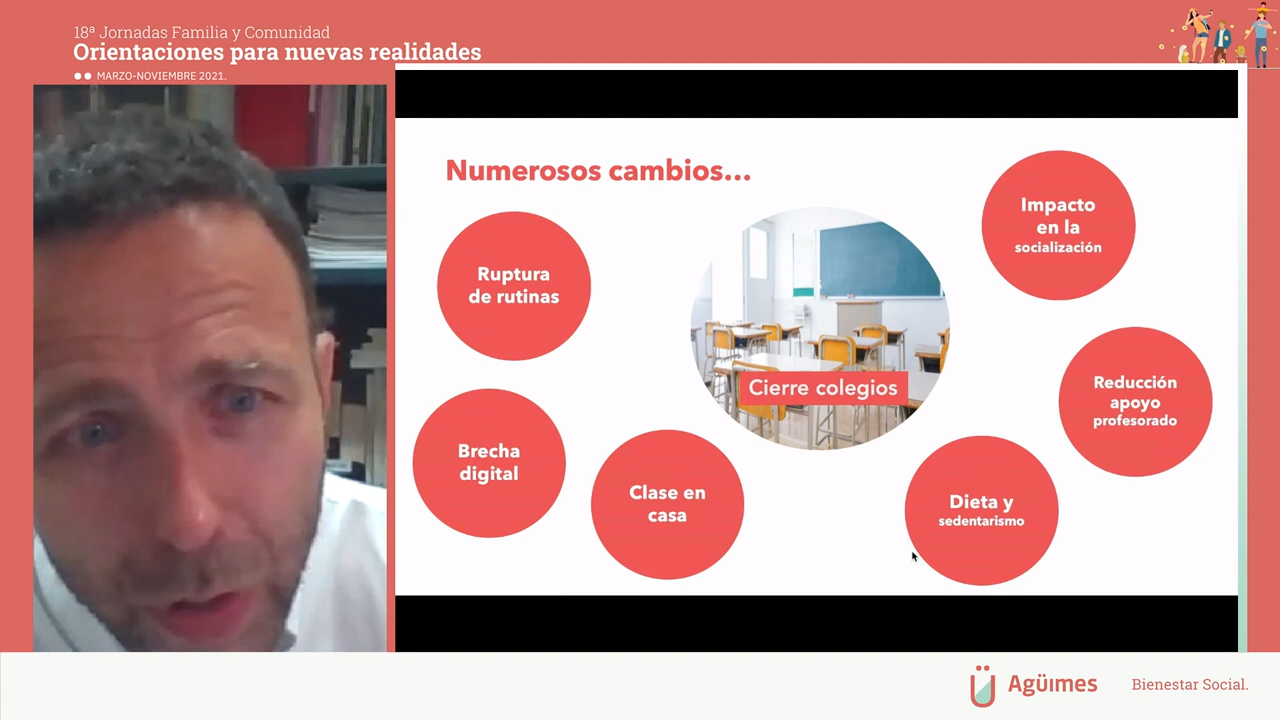 18ª Jornadas Familia y Comunidad
Orientaciones para nuevas realidades
MARZO-NOVIEMBRE 2021.
Numerosos cambios...
Ruptura
de rutinas
Brecha
digital
Clase en
casa
Cierre colegios
Impacto
en la
socialización
Reducción
apoyo
profesorado
Dieta y
sedentarismo
Agüimes
Bienestar Social.